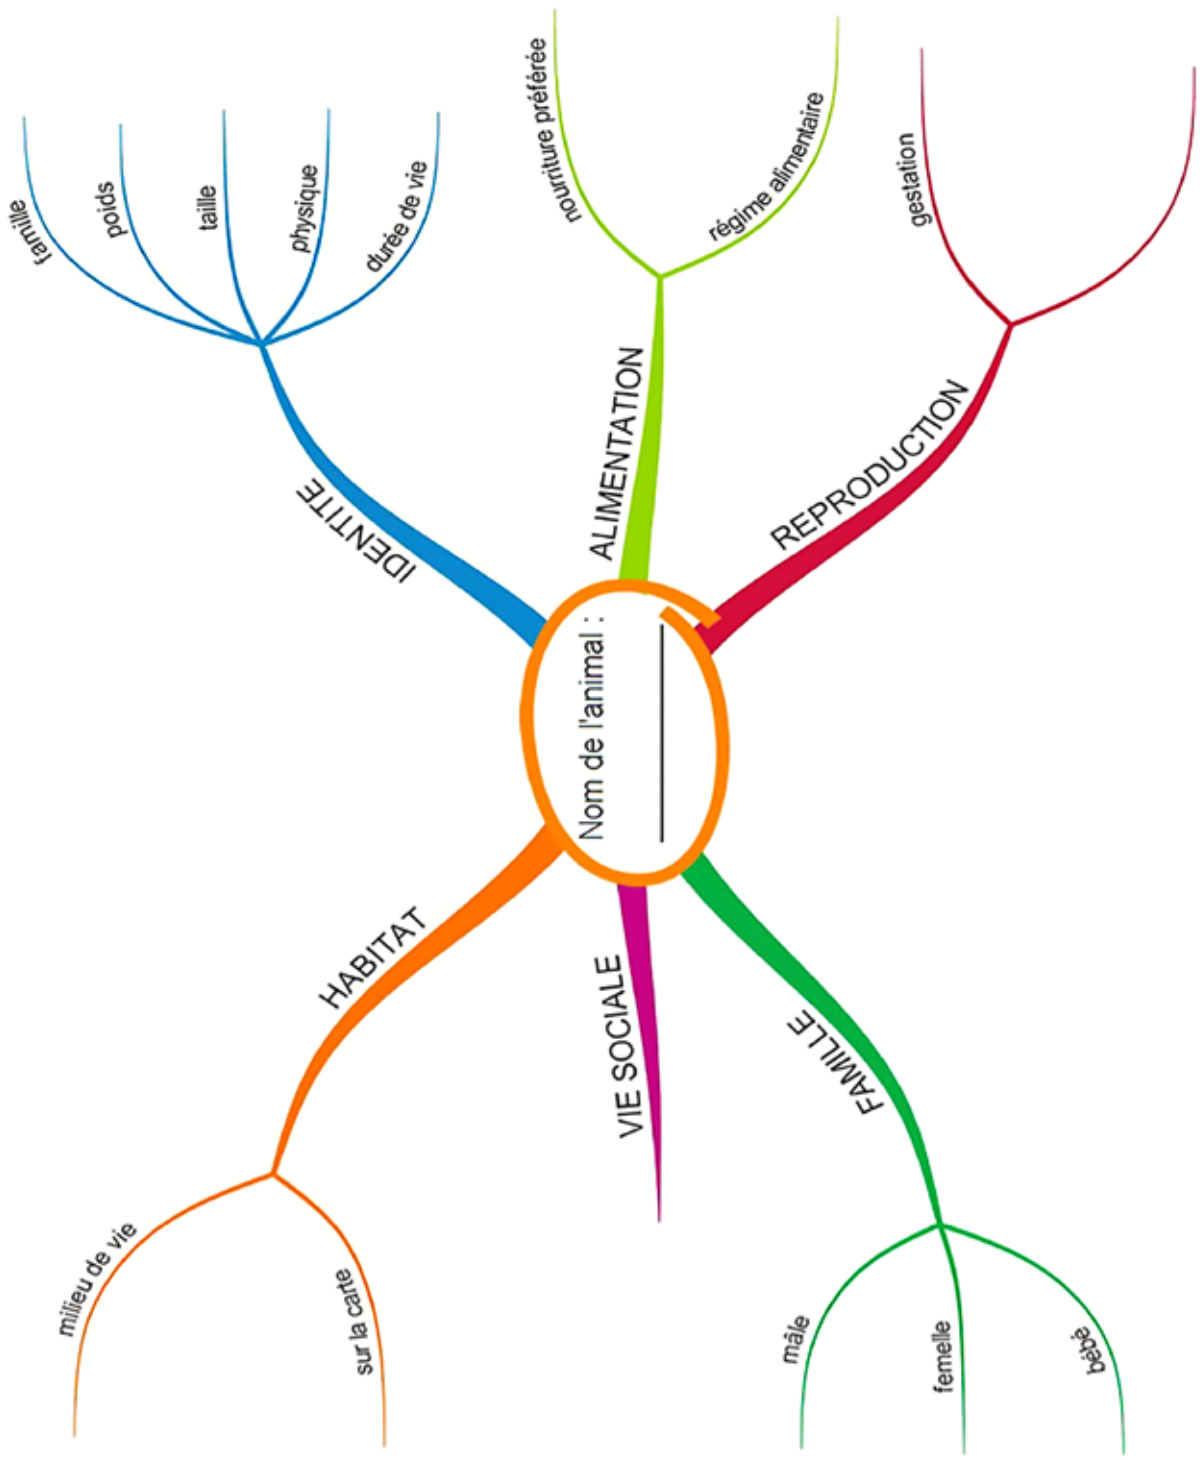 Nom de l'animal :
IDENTITE
famille
poids
taille
physique
durée de vie
ALIMENTATION
nourriture préférée
régime alimentaire
REPRODUCTION
gestation
HABITAT
milieu de vie
sur la carte
VIE SOCIALE
FAMILLE
mâle
femelle
bébé